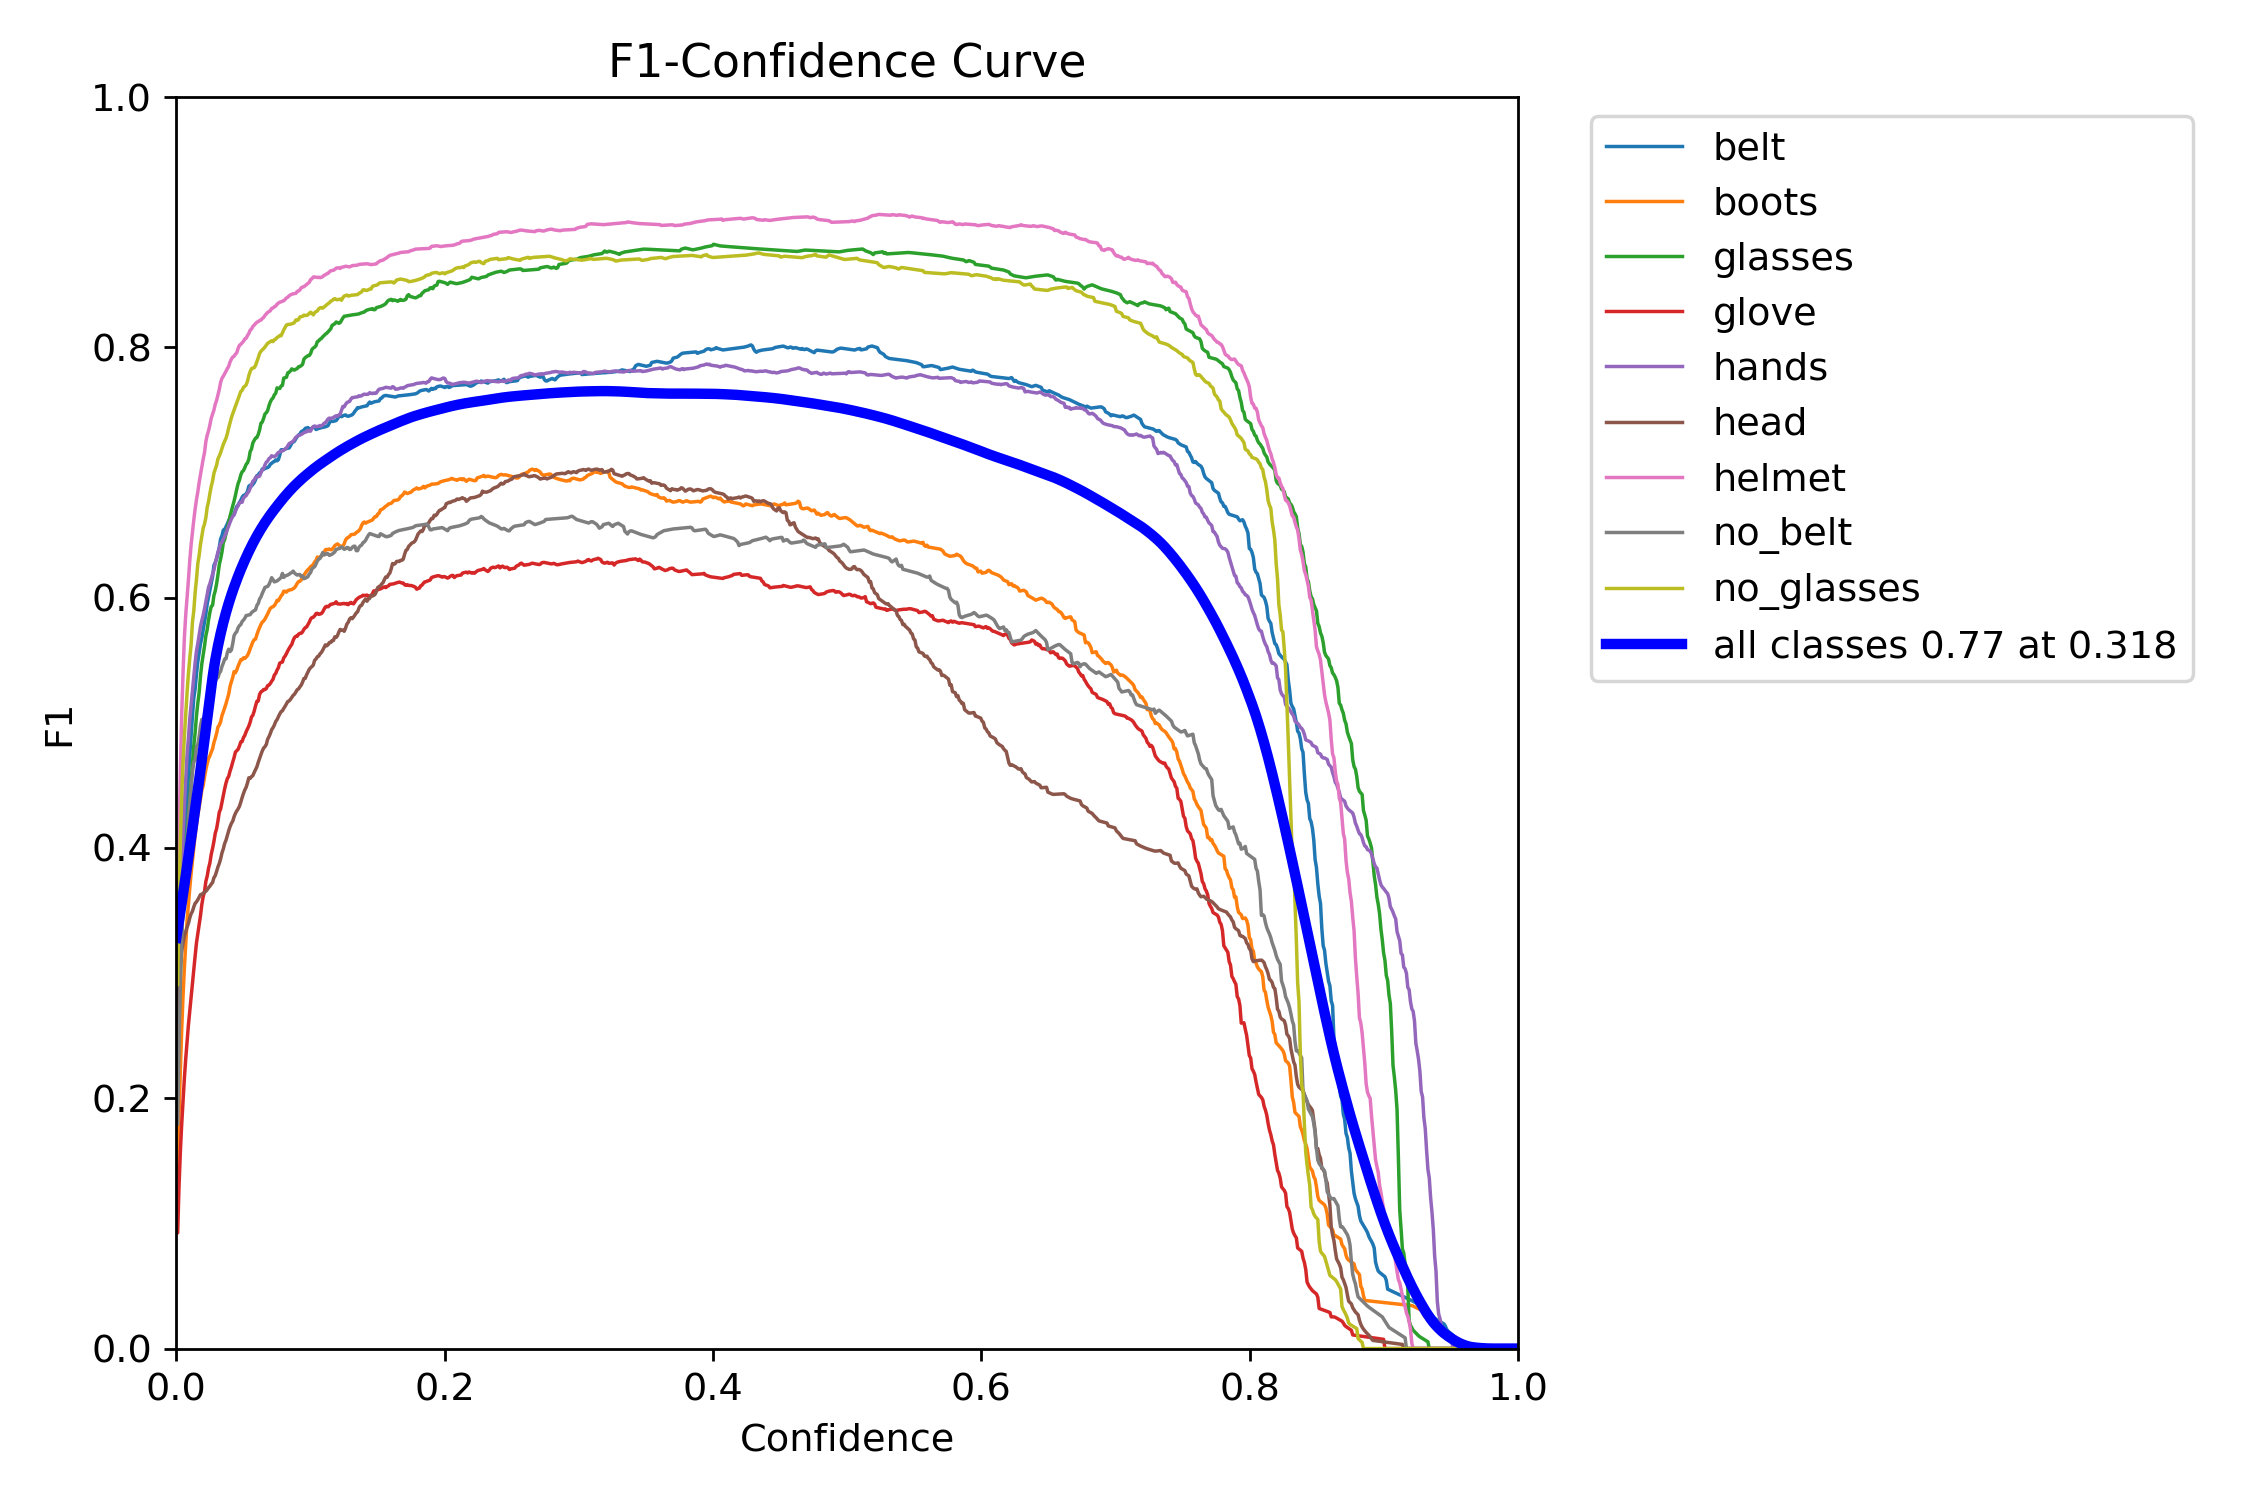 F1-Confidence Curve
1.0
0.8
0.6
0.4
0.2
0.0
F1
0.0 0.2 0.4 0.6 0.8 1.0
Confidence
belt
boots
glasses
glove
hands
head
helmet
no_belt
no_glasses
all classes 0.77 at 0.318